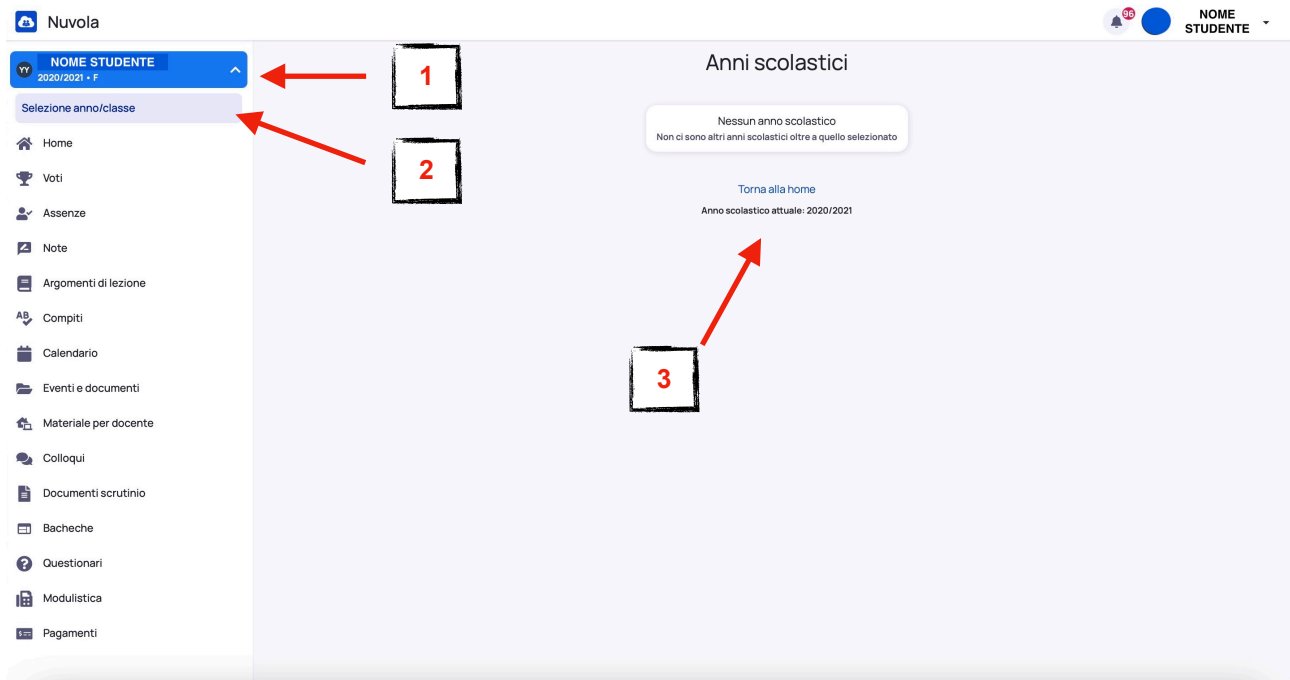 Nuvola
96
NOME
STUDENTE
YY
NOME STUDENTE
2020/2021 • F
Selezione anno/classe
Home
Voti
Assenze
Note
Argomenti di lezione
AB
Compiti
Calendario
Eventi e documenti
Materiale per docente
Colloqui
Documenti scrutinio
Bacheche
Questionari
Modulistica
Pagamenti
1
2
Anni scolastici
Nessun anno scolastico
Non ci sono altri anni scolastici oltre a quello selezionato
Torna alla home
Anno scolastico attuale: 2020/2021
3